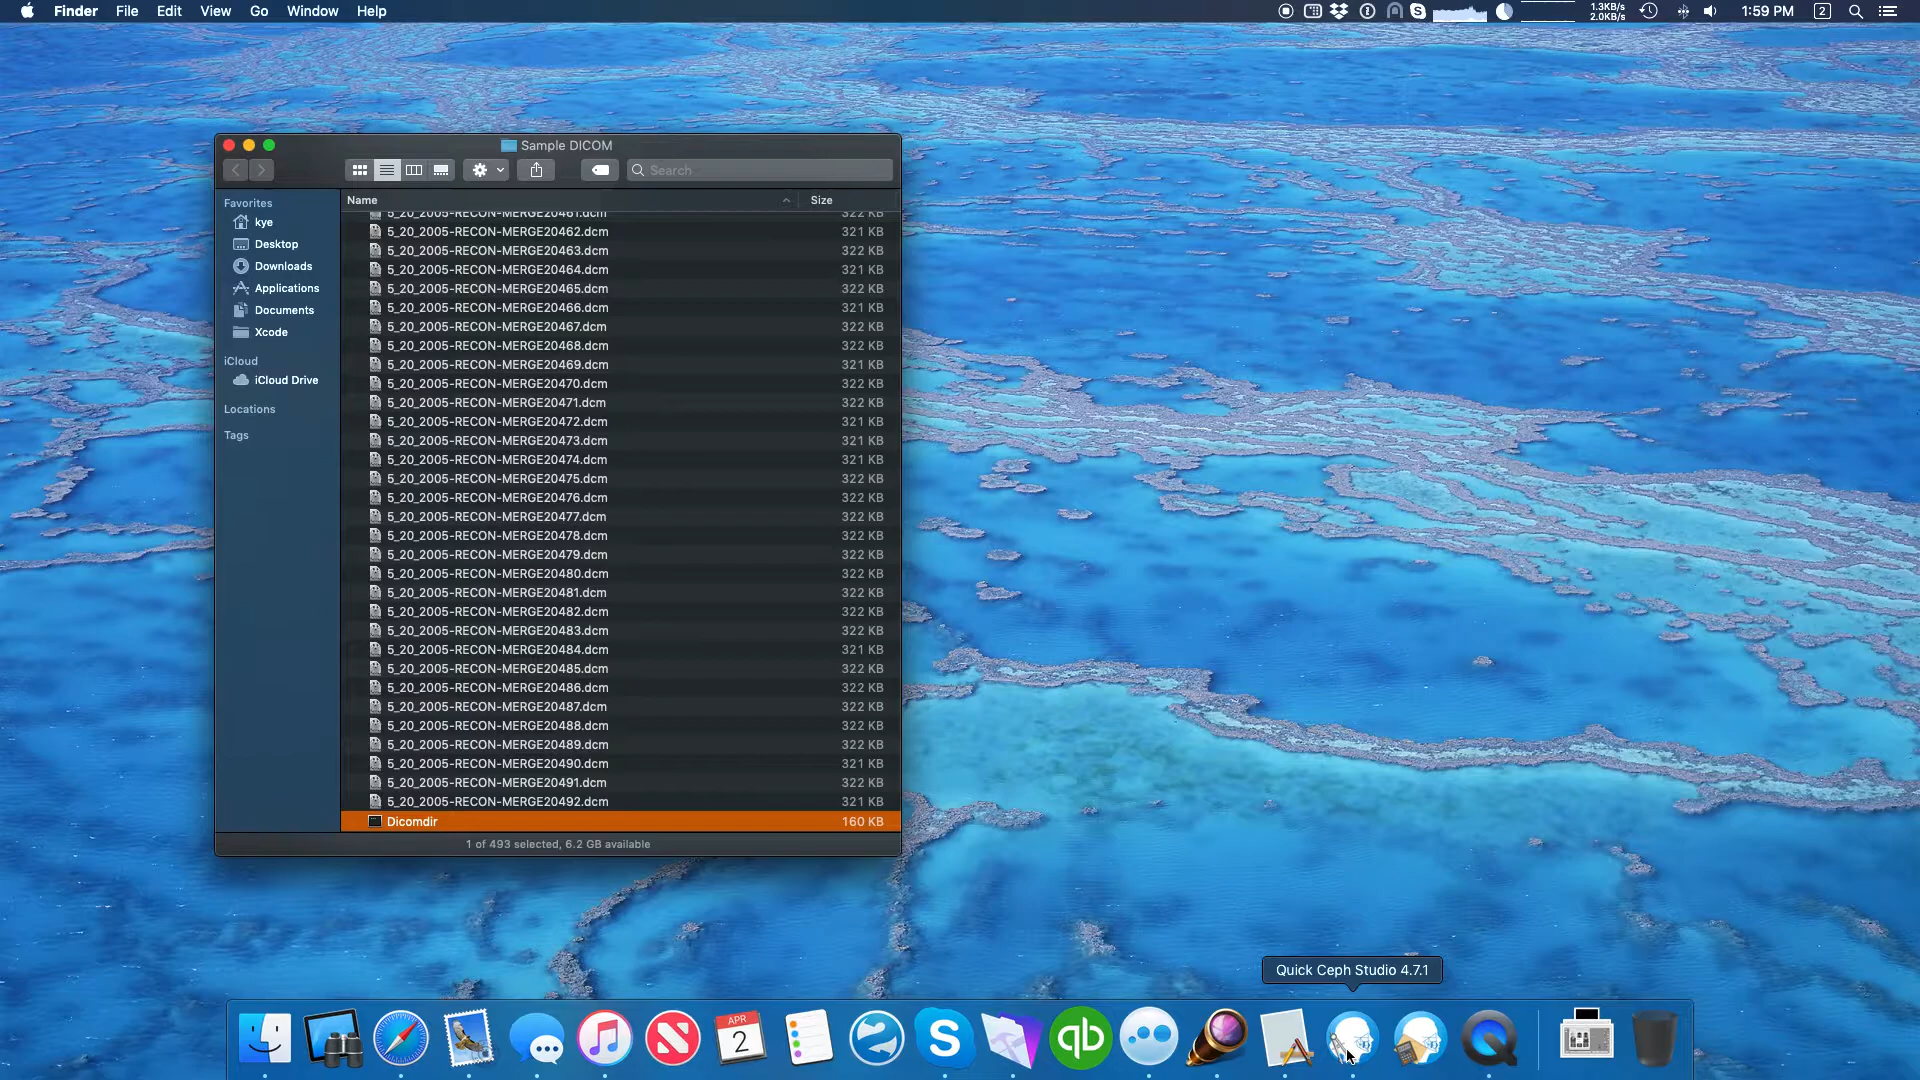 Finder File Edit View Go Window Help
1.3KB/s
2.0KB/s
1:59 PM
2
Sample DICOM
Search
Favorites
kye
Desktop
Downloads
Applications
Documents
Xcode
iCloud
iCloud Drive
Locations
Tags
Name Size
5_20_2005-RECON-MERGE20461.dcm 322 KB
5_20_2005-RECON-MERGE20462.dcm 321 KB
5_20_2005-RECON-MERGE20463.dcm 321 KB
5_20_2005-RECON-MERGE20464.dcm 321 KB
5_20_2005-RECON-MERGE20465.dcm 322 KB
5_20_2005-RECON-MERGE20466.dcm 322 KB
5_20_2005-RECON-MERGE20467.dcm 322 KB
5_20_2005-RECON-MERGE20468.dcm 322 KB
5_20_2005-RECON-MERGE20469.dcm 321 KB
5_20_2005-RECON-MERGE20470.dcm 322 KB
5_20_2005-RECON-MERGE20471.dcm 322 KB
5_20_2005-RECON-MERGE20472.dcm 322 KB
5_20_2005-RECON-MERGE20473.dcm 321 KB
5_20_2005-RECON-MERGE20474.dcm 321 KB
5_20_2005-RECON-MERGE20475.dcm 322 KB
5_20_2005-RECON-MERGE20476.dcm 322 KB
5_20_2005-RECON-MERGE20477.dcm 322 KB
5_20_2005-RECON-MERGE20478.dcm 322 KB
5_20_2005-RECON-MERGE20479.dcm 322 KB
5_20_2005-RECON-MERGE20480.dcm 322 KB
5_20_2005-RECON-MERGE20481.dcm 322 KB
5_20_2005-RECON-MERGE20482.dcm 322 KB
5_20_2005-RECON-MERGE20483.dcm 322 KB
5_20_2005-RECON-MERGE20484.dcm 321 KB
5_20_2005-RECON-MERGE20485.dcm 322 KB
5_20_2005-RECON-MERGE20486.dcm 322 KB
5_20_2005-RECON-MERGE20487.dcm 322 KB
5_20_2005-RECON-MERGE20488.dcm 322 KB
5_20_2005-RECON-MERGE20489.dcm 322 KB
5_20_2005-RECON-MERGE20490.dcm 321 KB
5_20_2005-RECON-MERGE20491.dcm 322 KB
5_20_2005-RECON-MERGE20492.dcm 321 KB
Dicomdir 160 KB
1 of 493 selected, 6.2 GB available
Quick Ceph Studio 4.7.1
APR
2
S
qb